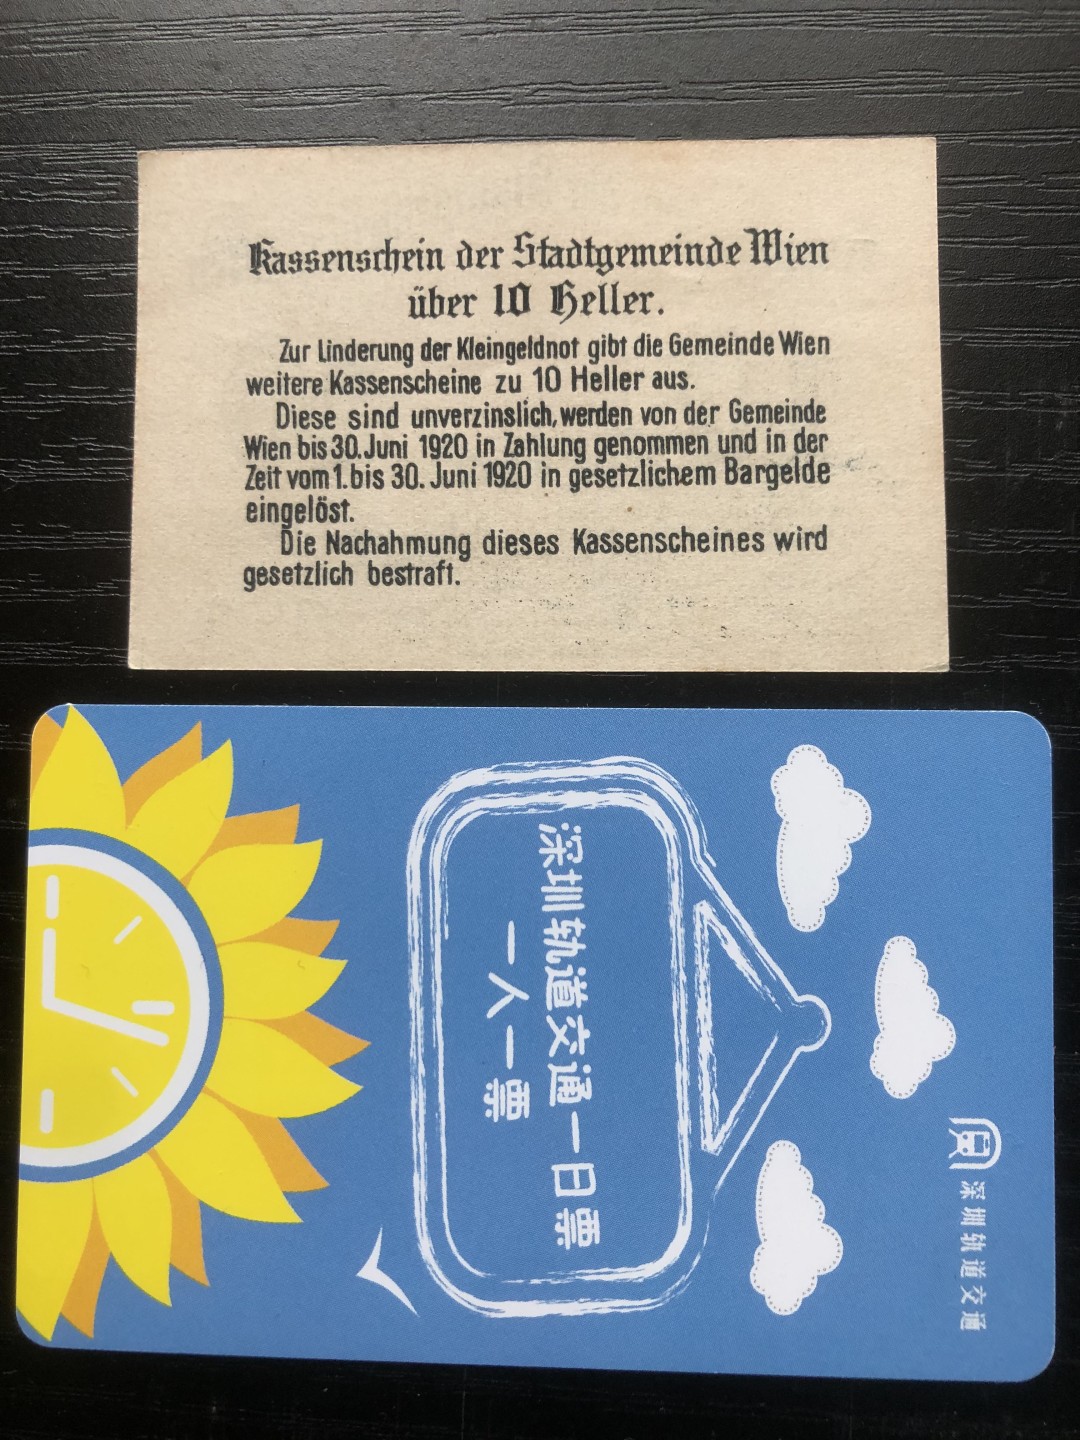 Kassenschein der Stadtgemeinde Wien
über 10 Heller.
Zur Linderung der Kleingeldnot gibt die Gemeinde Wien
weitere Kassenscheine zu 10 Heller aus.
Diese sind unverzinslich, werden von der Gemeinde
Wien bis 30. Juni 1920 in Zahlung genommen und in der
Zeit vom 1. bis 30. Juni 1920 in gesetzlichem Bargelde
eingelöst.
Die Nachahmung dieses Kassenscheines wird
gesetzlich bestraft.
深圳轨道交通
深圳轨道交通一日票
一人一票